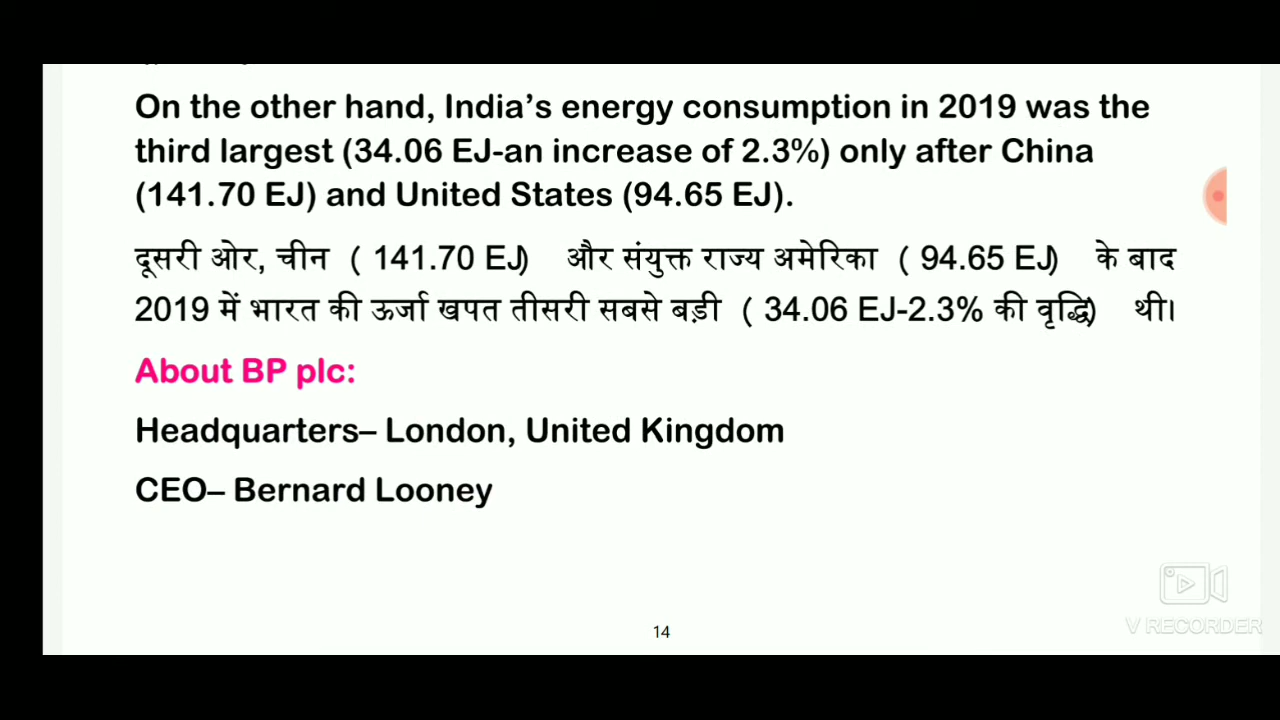 On the other hand, India’s energy consumption in 2019 was the
third largest (34.06 EJ-an increase of 2.3%) only after China
(141.70 EJ) and United States (94.65 EJ).
दूसरी ओर, चीन ( 141.70 EJ) और संयुक्त राज्य अमेरिका ( 94.65 EJ) के बाद
2019 में भारत की ऊर्जा खपत तीसरी सबसे बड़ी ( 34.06 EJ-2.3% की वृद्धि) थी।
About BP plc:
Headquarters– London, United Kingdom
CEO– Bernard Looney
V RECORDER
14